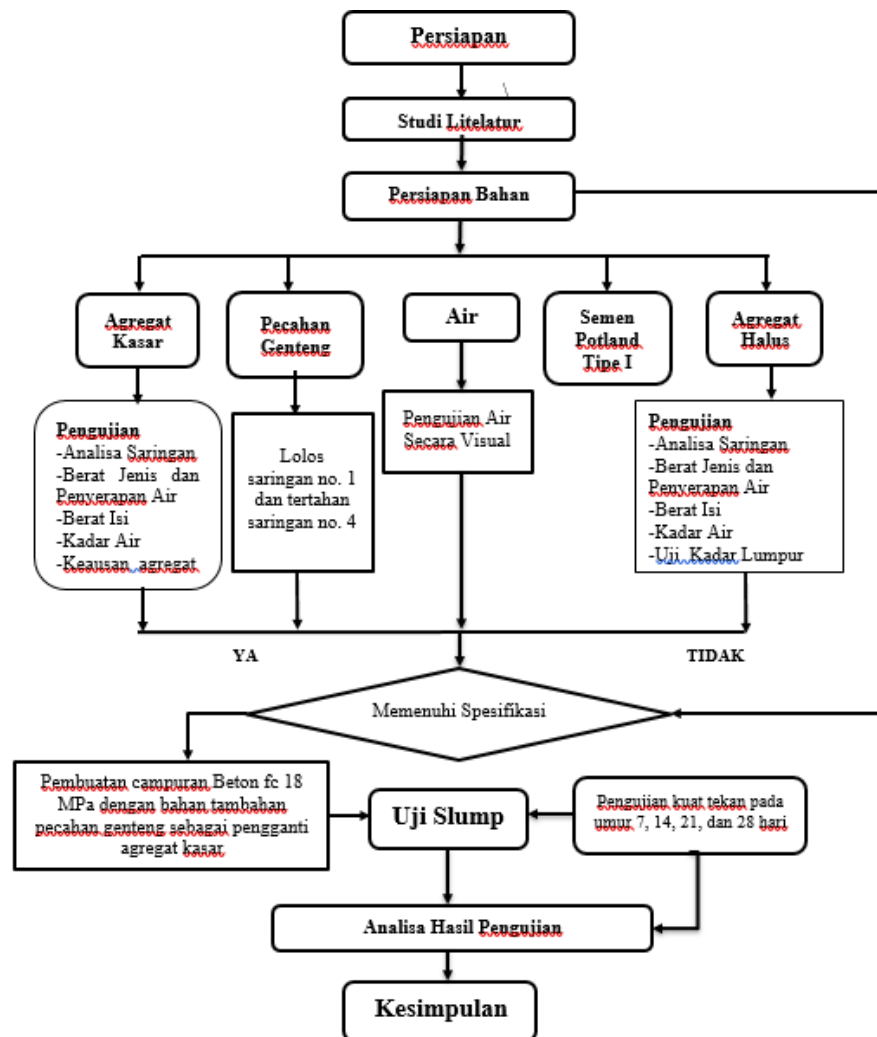 Persiapan
Studi Litelatur
Persiapan Bahan
Agregat
Kasar
Pecahan
Genteng
Air
Semen
Potland
Tipe I
Agregat
Halus
Pengujian
-Analisa Saringan
-Berat Jenis dan
Penyerapan Air
-Berat Isi
-Kadar Air
-Keausan agregat
Lolos
saringan no. 1
dan tertahan
saringan no. 4
Pengujian Air
Secara Visual
Pengujian
-Analisa Saringan
-Berat Jenis dan
Penyerapan Air
-Berat Isi
-Kadar Air
-Uji Kadar Lumpur
YA
TIDAK
Memenuhi Spesifikasi
Pembuatan campuran Beton fc 18
MPa dengan bahan tambahan
pecahan genteng sebagai pengganti
agregat kasar
Uji Slump
Pengujian kuat tekan pada
umur 7, 14, 21, dan 28 hari
Analisa Hasil Pengujian
Kesimpulan